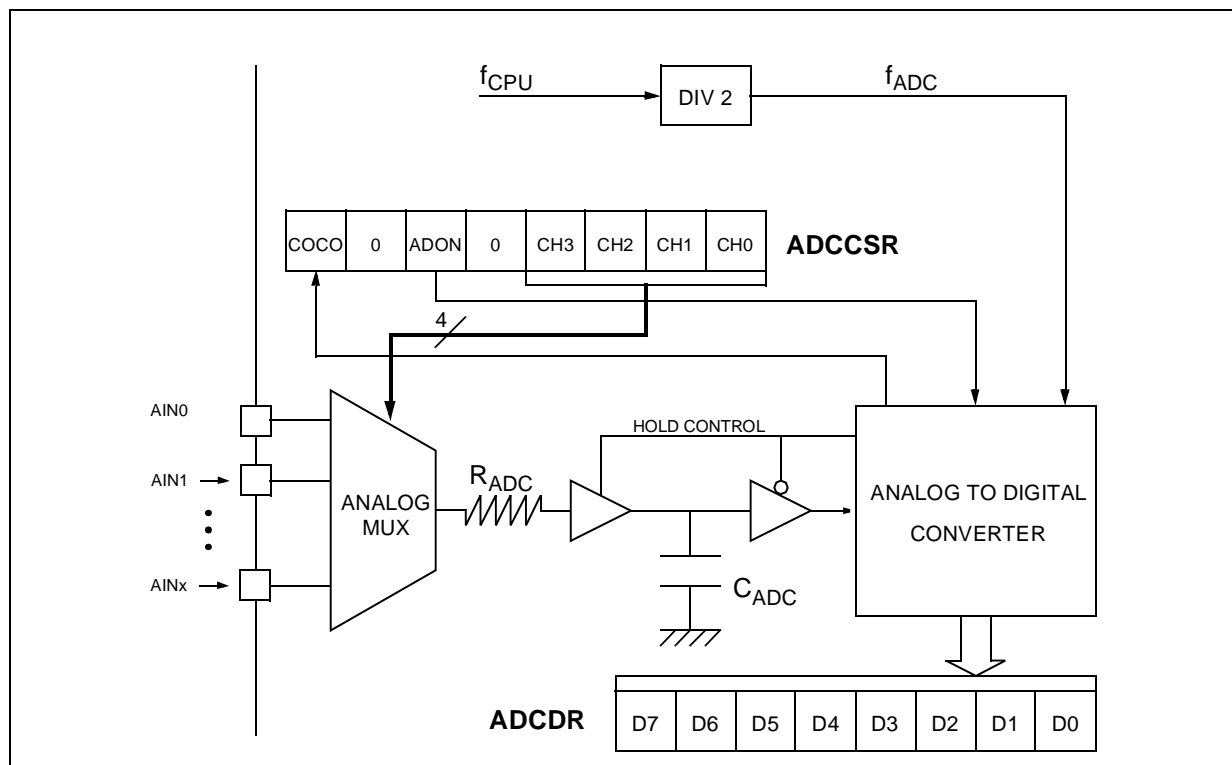 fCPU
DIV 2
fADC
COCO 0 ADON 0 CH3 CH2 CH1 CH0
ADCCSR
4
AIN0
HOLD CONTROL
AIN1
RADC
ANALOG
MUX
ANALOG TO DIGITAL
CONVERTER
AINx
CADC
ADCDR
D7 D6 D5 D4 D3 D2 D1 D0